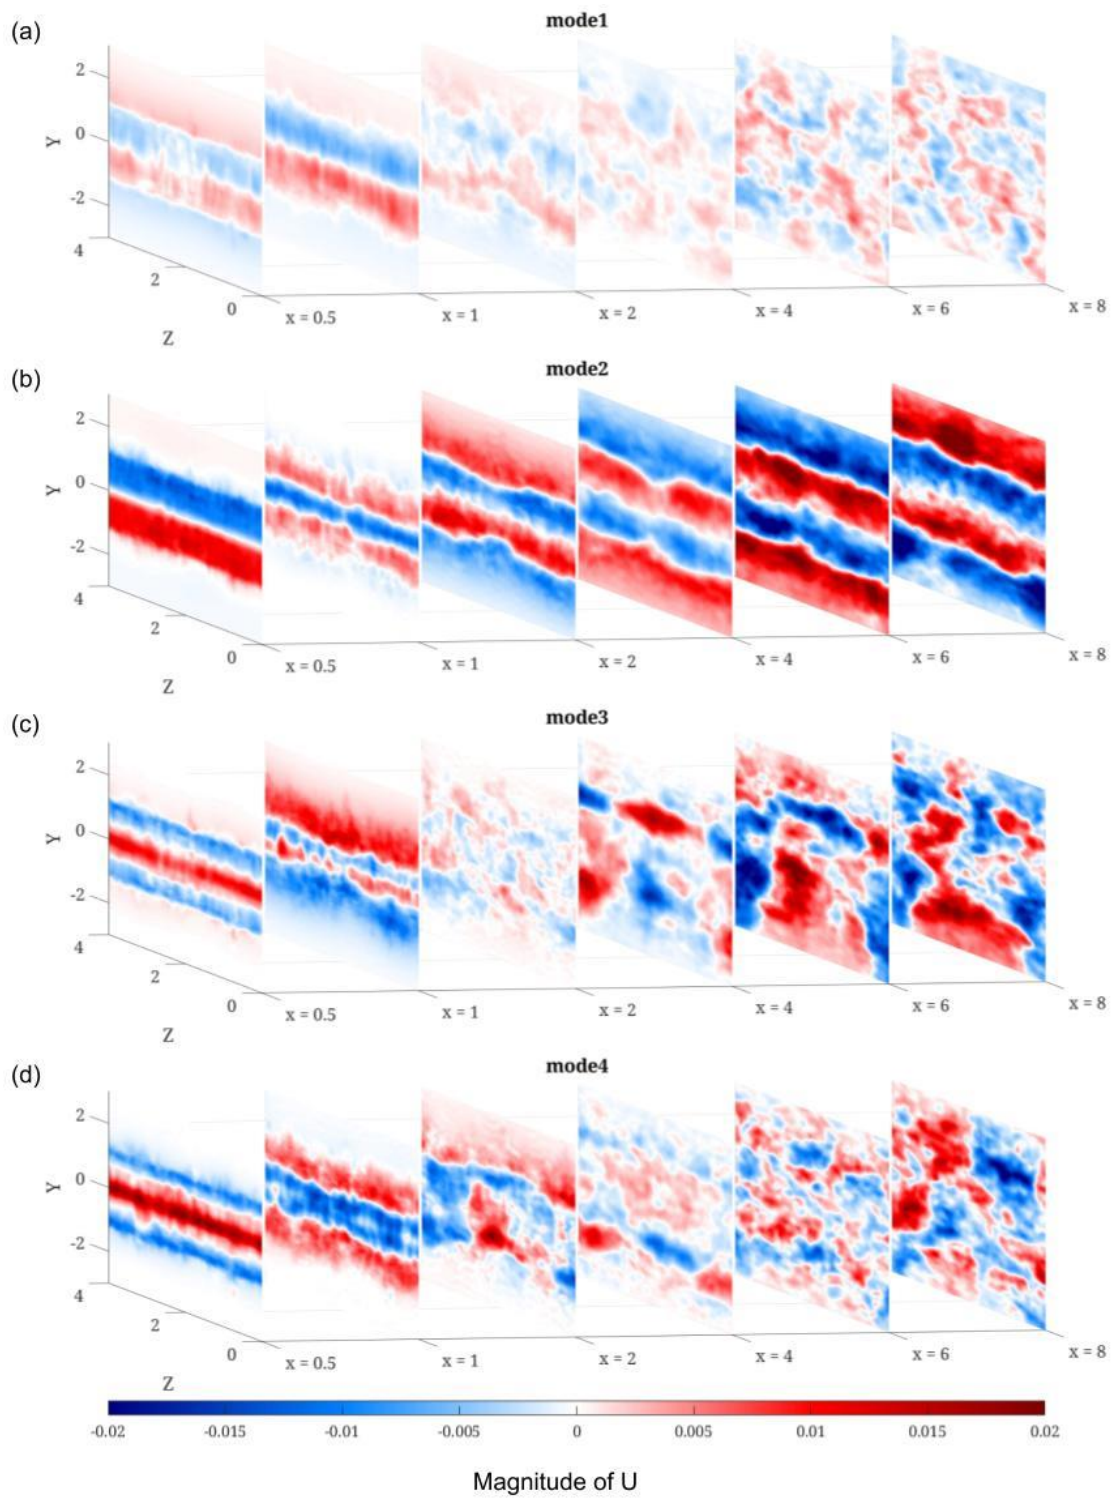 (a)
mode1
2
0
Y
-2
4
2
0
Z
x = 0.5
x = 1
x = 2
x = 4
x = 6
x = 8
(b)
mode2
2
0
Y
-2
4
2
0
Z
x = 0.5
x = 1
x = 2
x = 4
x = 6
x = 8
(c)
mode3
2
0
Y
-2
4
2
0
Z
x = 0.5
x = 1
x = 2
x = 4
x = 6
x = 8
(d)
mode4
2
0
Y
-2
4
2
0
Z
x = 0.5
x = 1
x = 2
x = 4
x = 6
x = 8
-0.02 -0.015 -0.01 -0.005 0 0.005 0.01 0.015 0.02
Magnitude of U